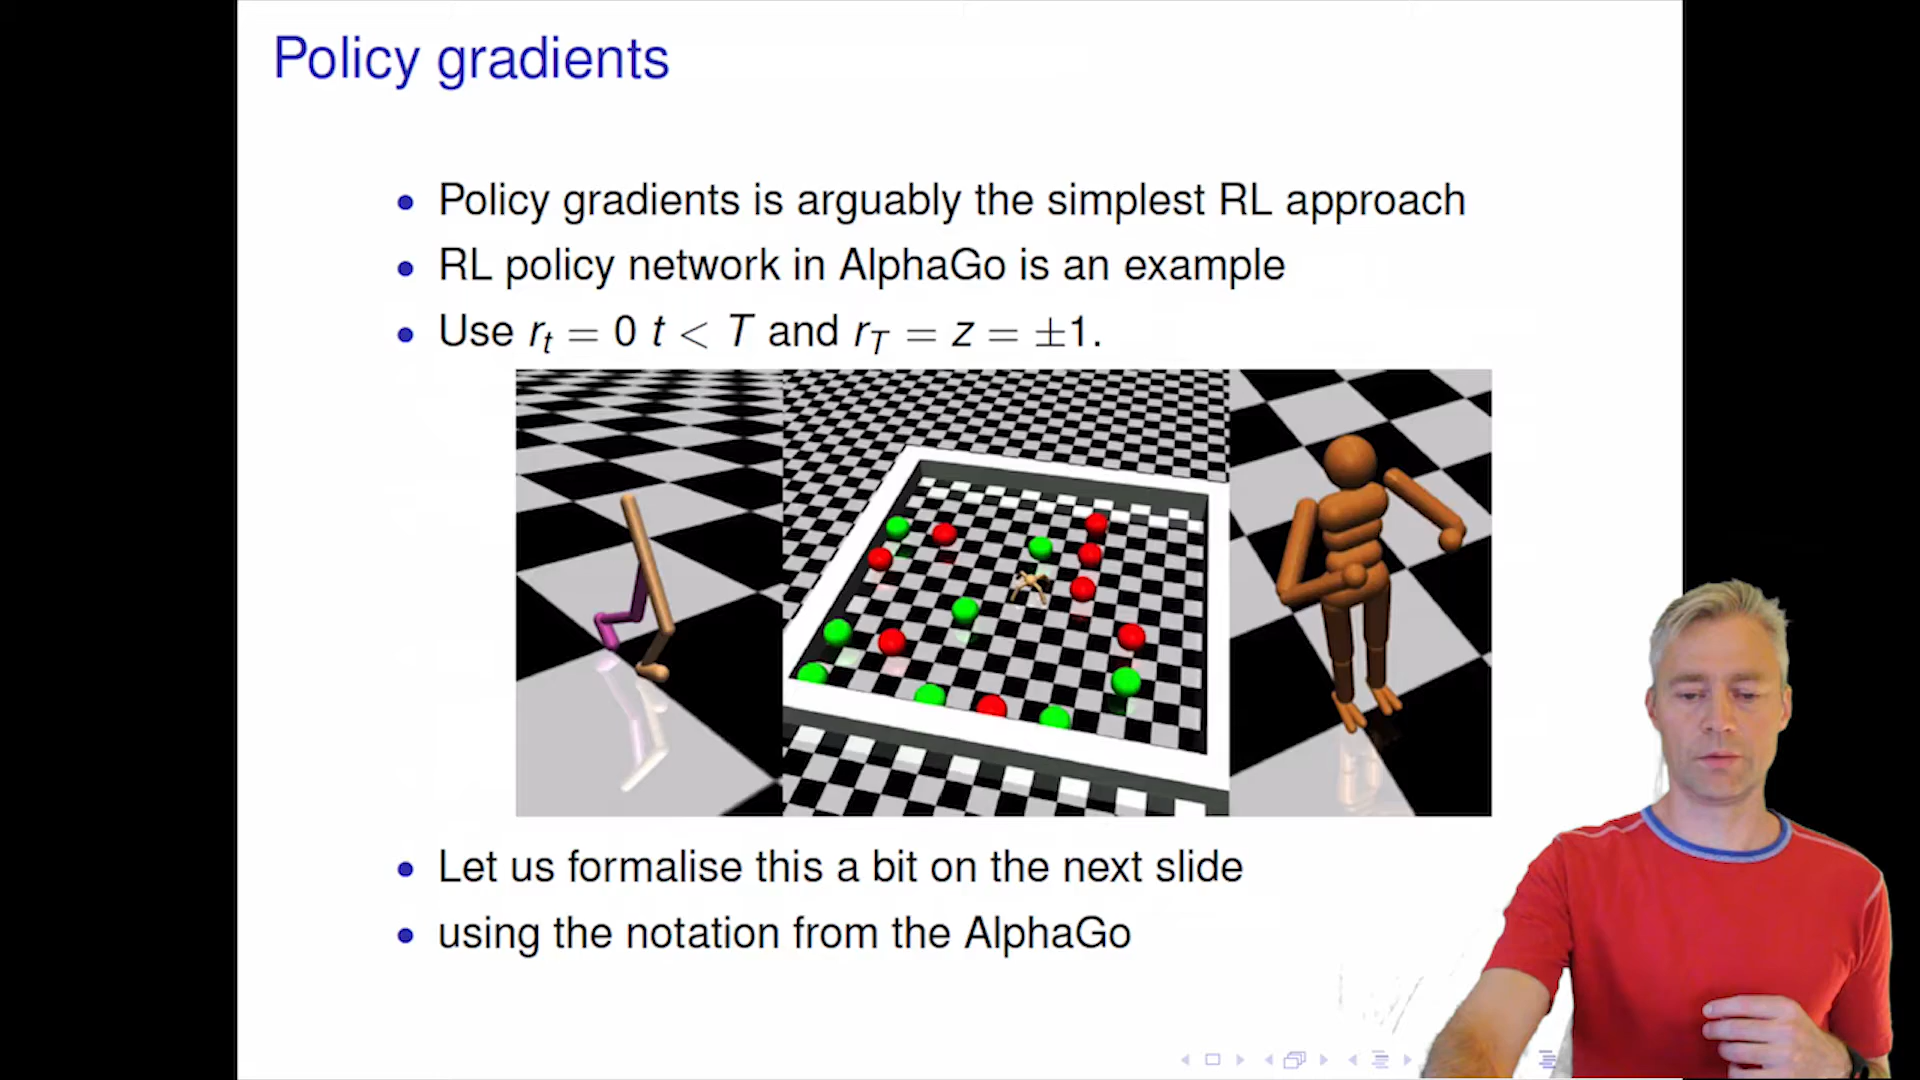 Policy gradients
Policy gradients is arguably the simplest RL approach
RL policy network in AlphaGo is an example
Use r_t = 0 t < T and r_T = z = ±1.
Let us formalise this a bit on the next slide
using the notation from the AlphaGo